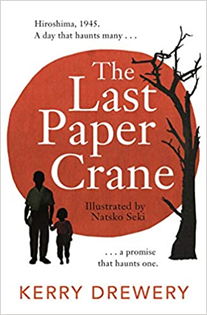 Hiroshima, 1945.
A day that haunts many . . .
The
Last
Paper
Crane
Illustrated by
Natsko Seki
. . . a promise
that haunts one.
KERRY DREWERY